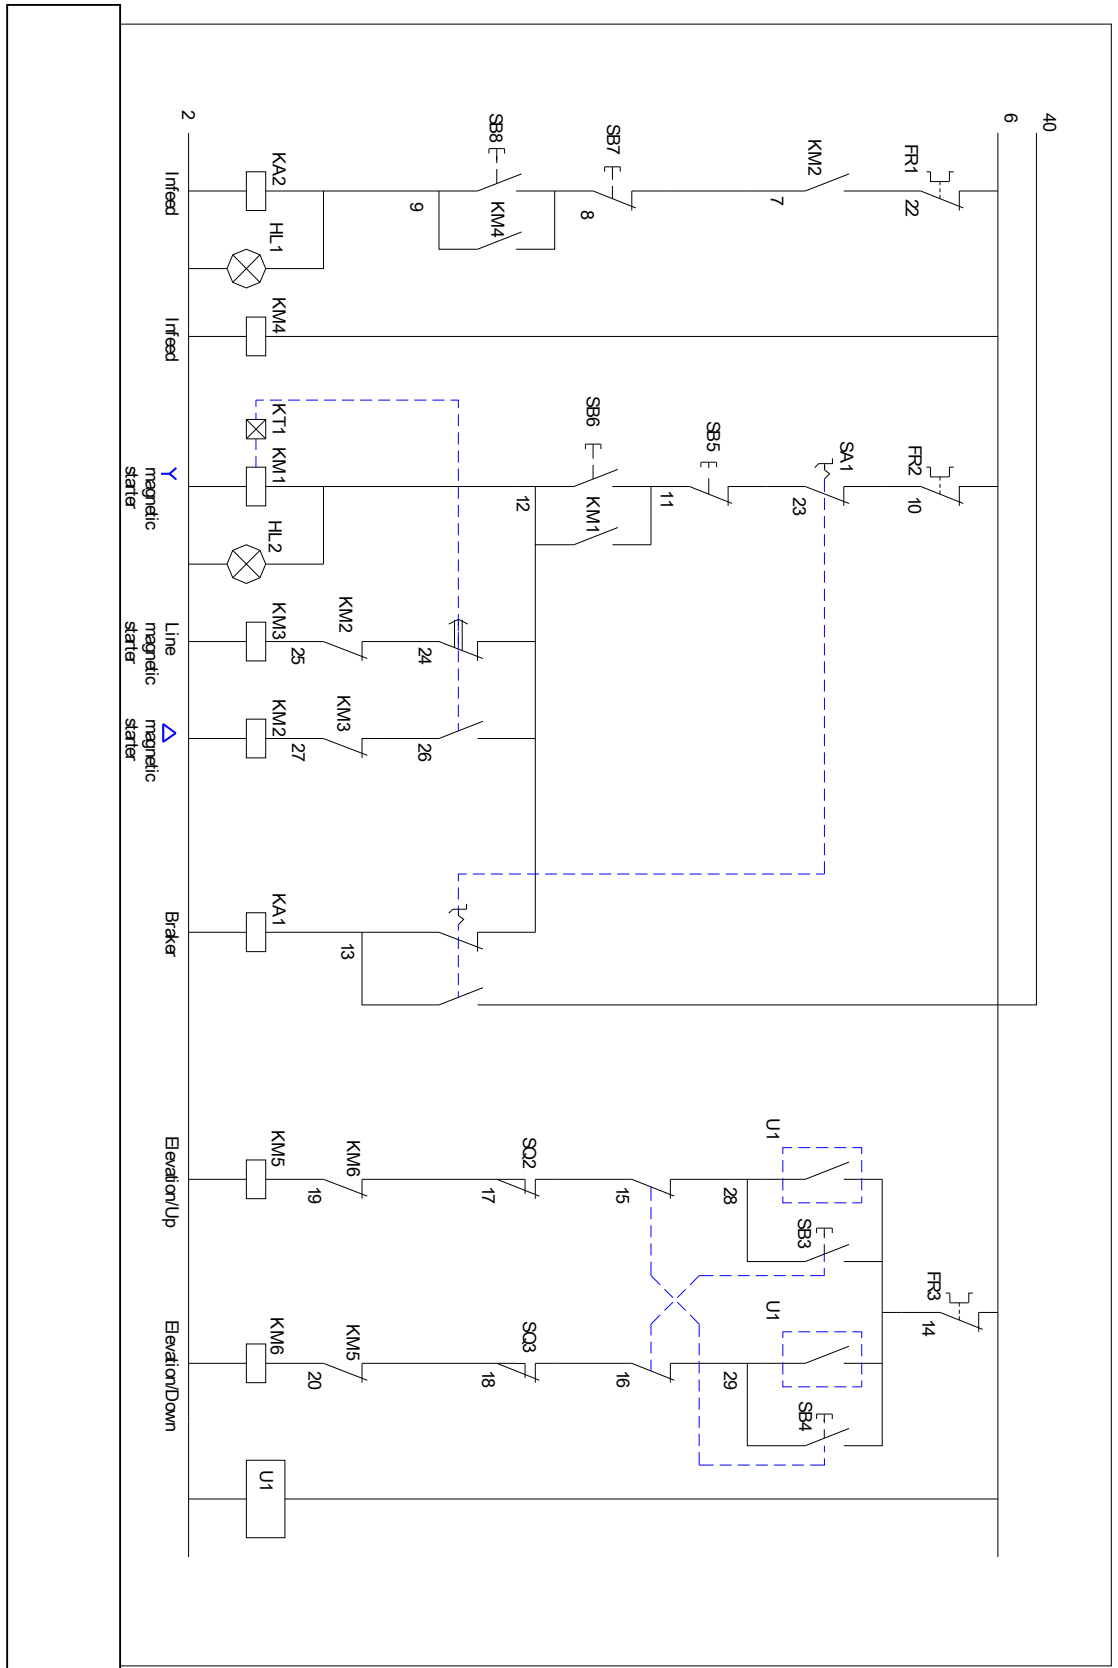 40
6
2
FR1
22
KM2
7
SB7
8
SB8
KM4
9
KA2
HL1
Infeed
KM4
Infeed
FR2
10
SA1
23
SB5
11
SB6
KM1
12
KT1
KM1
HL2
Y
magnetic
starter
24
KM2
25
KM3
Line
magnetic
starter
26
KM3
27
KM2
Δ
magnetic
starter
13
KA1
Braker
U1
28
SB3
15
SQ2
17
KM6
19
KM5
Elevation/Up
FR3
14
U1
29
SB4
16
SQ3
18
KM5
20
KM6
Elevation/Down
U1